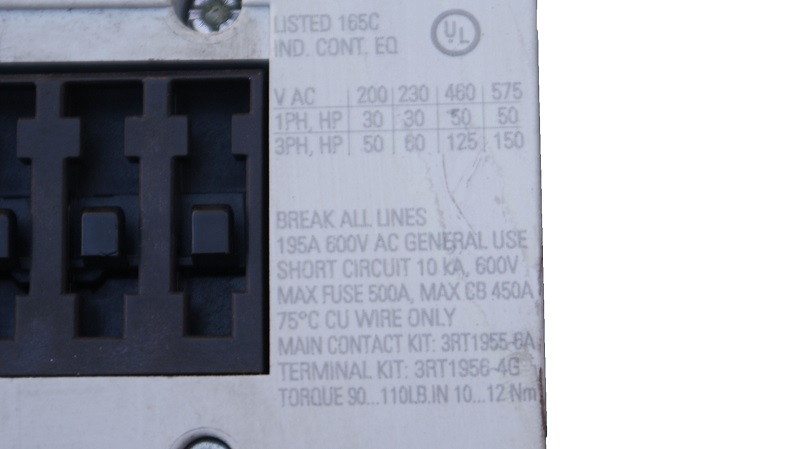 LISTED 165C
IND. CONT. EQ
UL
V AC 200 230 460 575
1PH, HP 30 30 50 50
3PH, HP 50 60 125 150
BREAK ALL LINES
195A 600V AC GENERAL USE
SHORT CIRCUIT 10 kA, 600V
MAX FUSE 500A, MAX CB 450A
75°C CU WIRE ONLY
MAIN CONTACT KIT: 3RT1955-6A
TERMINAL KIT: 3RT1956-4G
TORQUE 90...110LB.IN 10...12 Nm